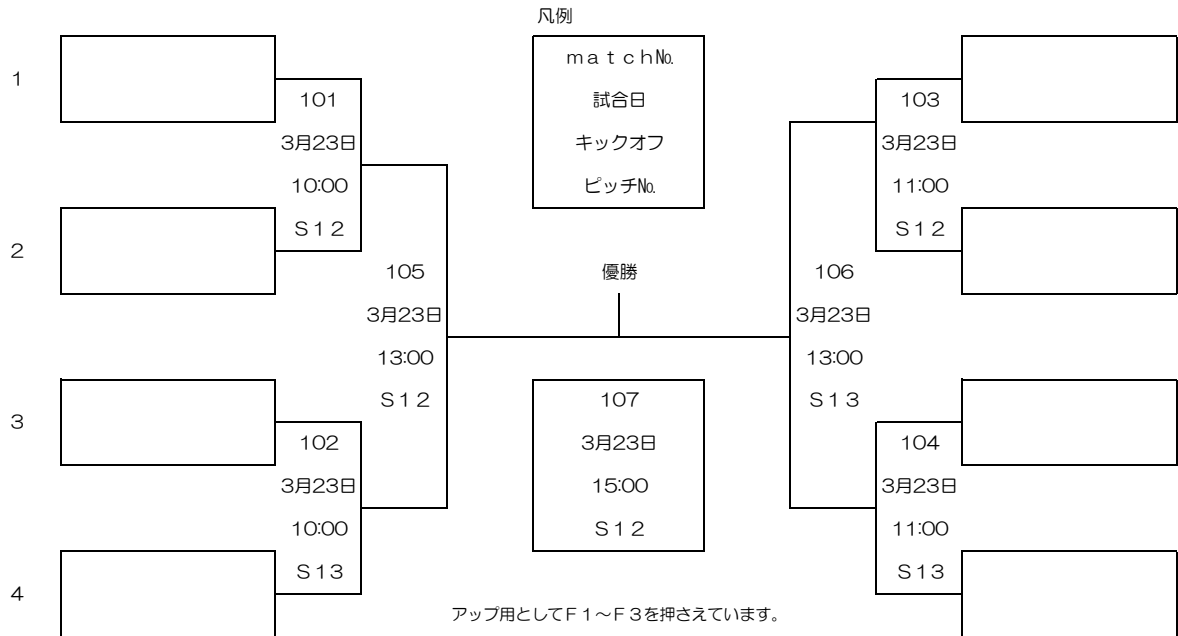 凡例
ｍａｔｃｈ№
試合日
キックオフ
ピッチ№
1
101
3月23日
10:00
Ｓ１２
2
105
3月23日
13:00
Ｓ１２
3
102
3月23日
10:00
Ｓ13
4
優勝
107
3月23日
15:00
Ｓ１２
103
3月23日
11:00
Ｓ１２
106
3月23日
13:00
Ｓ１３
104
3月23日
11:00
Ｓ１３
アップ用としてＦ１～Ｆ３を押さえています。